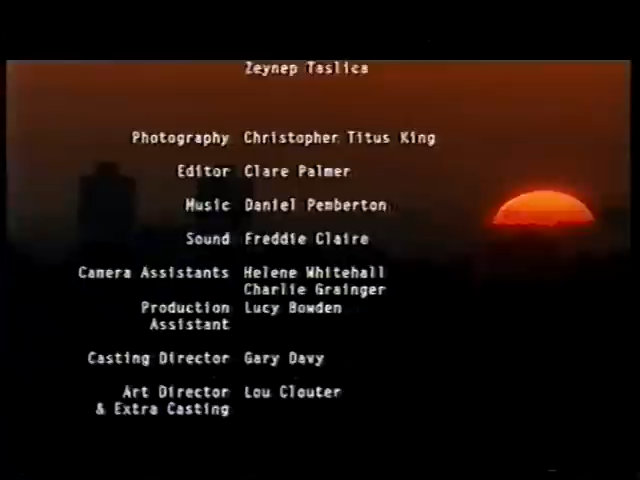 Zeynep Taslica
Photography Christopher Titus King
Editor Clare Palmer
Music Daniel Pemberton
Sound Freddie Claire
Camera Assistants Helene Whitehall
Charlie Grainger
Production Lucy Bowden
Assistant
Casting Director Gary Davy
Art Director Lou Clouter
& Extra Casting